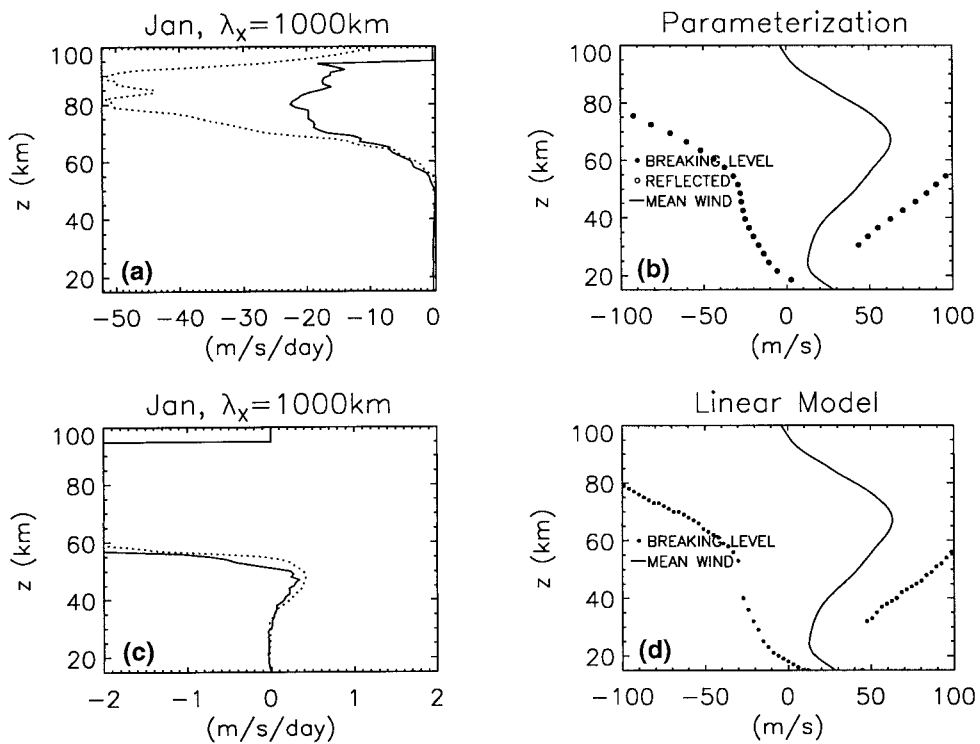 Jan, λx=1000km
100
80
60
40
20
z (km)
(a)
−50 −40 −30 −20 −10 0
(m/s/day)
Parameterization
100
80
60
40
20
z (km)
BREAKING LEVEL
REFLECTED
MEAN WIND
(b)
−100 −50 0 50 100
(m/s)
Jan, λx=1000km
100
80
60
40
20
z (km)
(c)
−2 −1 0 1 2
(m/s/day)
Linear Model
100
80
60
40
20
z (km)
BREAKING LEVEL
MEAN WIND
(d)
−100 −50 0 50 100
(m/s)